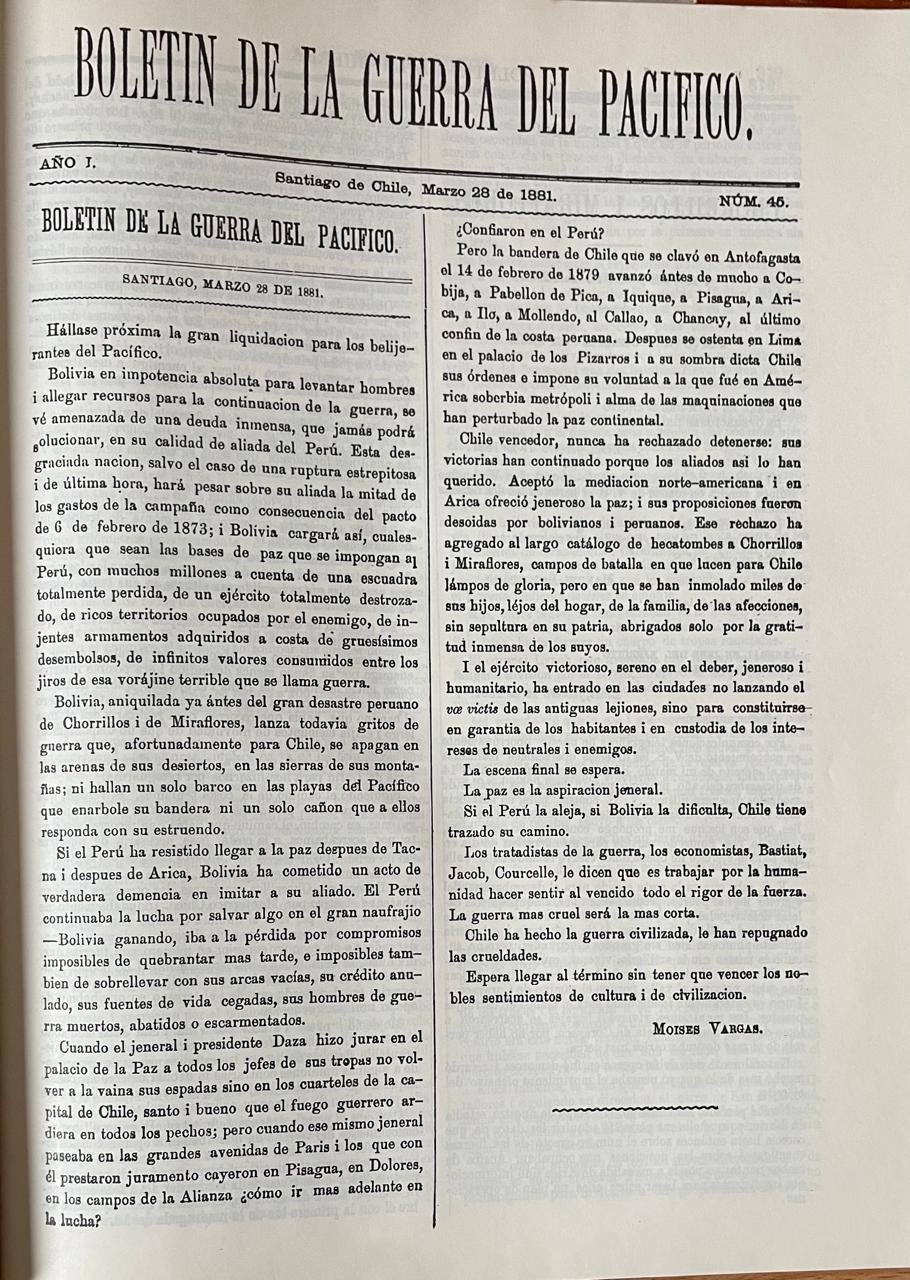 BOLETIN DE LA GUERRA DEL PACIFICO.
AÑO I.
Santiago de Chile, Marzo 28 de 1881.
NÚM. 45.
BOLETIN DE LA GUERRA DEL PACIFICO.
SANTIAGO, MARZO 28 DE 1881.
Hállase próxima la gran liquidacion para los belije-
rantes del Pacífico.
Bolivia en impotencia absoluta para levantar hombres
i allegar recursos para la continuacion de la guerra, se
vé amenazada de una deuda inmensa, que jamás podrá
solucionar, en su calidad de aliada del Perú. Esta des-
graciada nacion, salvo el caso de una ruptura estrepitosa
i de última hora, hará pesar sobre su aliada la mitad de
los gastos de la campaña como consecuencia del pacto
de 6 de febrero de 1873; i Bolivia cargará así, cuales-
quiera que sean las bases de paz que se impongan al
Perú, con muchos millones a cuenta de una escuadra
totalmente perdida, de un ejército totalmente destroza-
do, de ricos territorios ocupados por el enemigo, de in-
jentes armamentos adquiridos a costa de gruesísimos
desembolsos, de infinitos valores consumidos entre los
jiros de esa vorájine terrible que se llama guerra.
Bolivia, aniquilada ya ántes del gran desastre peruano
de Chorrillos i de Miraflores, lanza todavia gritos de
guerra que, afortunadamente para Chile, se apagan en
las arenas de sus desiertos, en las sierras de sus monta-
ñas; ni hallan un solo barco en las playas del Pacífico
que enarbole su bandera ni un solo cañon que a ellos
responda con su estruendo.
Si el Perú ha resistido llegar a la paz despues de Tac-
na i despues de Arica, Bolivia ha cometido un acto de
verdadera demencia en imitar a su aliado. El Perú
continuaba la lucha por salvar algo en el gran naufrajio
—Bolivia ganando, iba a la pérdida por compromisos
imposibles de quebrantar mas tarde, e imposibles tam-
bien de sobrellevar con sus arcas vacías, su crédito anu-
lado, sus fuentes de vida cegadas, sus hombres de gue-
rra muertos, abatidos o escarmentados.
Cuando el jeneral i presidente Daza hizo jurar en el
palacio de la Paz a todos los jefes de sus tropas no vol-
ver a la vaina sus espadas sino en los cuarteles de la ca-
pital de Chile, santo i bueno que el fuego guerrero ar-
diera en todos los pechos; pero cuando ese mismo jeneral
paseaba en las grandes avenidas de Paris i los que con
él prestaron juramento cayeron en Pisagua, en Dolores,
en los campos de la Alianza ¿cómo ir mas adelante en
la lucha?
¿Confiaron en el Perú?
Pero la bandera de Chile que se clavó en Antofagasta
el 14 de febrero de 1879 avanzó ántes de mucho a Co-
bija, a Pabellon de Pica, a Iquique, a Pisagua, a Ari-
ca, a Ilo, a Mollendo, al Callao, a Chancay, al último
confin de la costa peruana. Despues se ostenta en Lima
en el palacio de los Pizarros i a su sombra dicta Chile
sus órdenes e impone su voluntad a la que fué en Amé-
rica soberbia metrópoli i alma de las maquinaciones que
han perturbado la paz continental.
Chile vencedor, nunca ha rechazado detenerse: sus
victorias han continuado porque los aliados asi lo han
querido. Aceptó la mediacion norte-americana i en
Arica ofreció jeneroso la paz; i sus proposiciones fueron
desoidas por bolivianos i peruanos. Ese rechazo ha
agregado al largo catálogo de hecatombes a Chorrillos
i Miraflores, campos de batalla en que lucen para Chile
lámpos de gloria, pero en que se han inmolado miles de
sus hijos, léjos del hogar, de la familia, de las afecciones,
sin sepultura en su patria, abrigados solo por la grati-
tud inmensa de los suyos.
I el ejército victorioso, sereno en el deber, jeneroso i
humanitario, ha entrado en las ciudades no lanzando el
væ victis de las antiguas lejiones, sino para constituirse
en garantia de los habitantes i en custodia de los inte-
reses de neutrales i enemigos.
La escena final se espera.
La paz es la aspiracion jeneral.
Si el Perú la aleja, si Bolivia la dificulta, Chile tiene
trazado su camino.
Los tratadistas de la guerra, los economistas, Bastiat,
Jacob, Courcelle, le dicen que es trabajar por la huma-
nidad hacer sentir al vencido todo el rigor de la fuerza.
La guerra mas cruel será la mas corta.
Chile ha hecho la guerra civilizada, le han repugnado
las crueldades.
Espera llegar al término sin tener que vencer los no-
bles sentimientos de cultura i de civilizacion.
MOISES VARGAS.